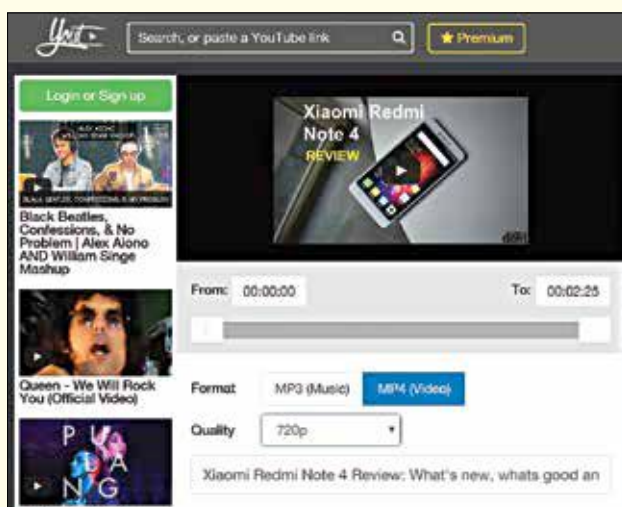 Search, or paste a YouTube link
Premium
Login or Sign up
Xiaomi Redmi
Note 4
REVIEW
Black Beatles,
Confessions, & No
Problem | Alex Aiono
AND William Singe
Mashup
From: 00:00:00
To: 00:02:25
Queen - We Will Rock
You (Official Video)
Format
MP3 (Music)
MP4 (Video)
Quality
720p
PU
LA
NG
Xiaomi Redmi Note 4 Review: What's new, whats good an